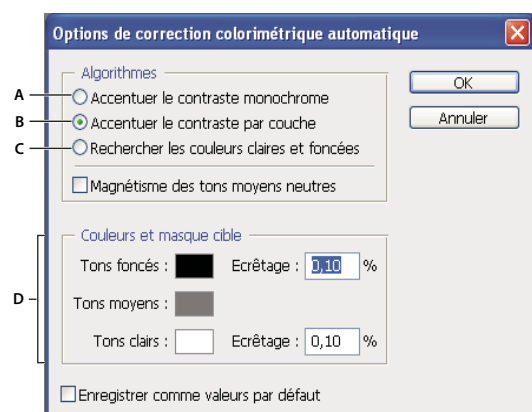 Options de correction colorimétrique automatique
Algorithmes
OK
A
Accentuer le contraste monochrome
B
Accentuer le contraste par couche
Annuler
C
Rechercher les couleurs claires et foncées
Magnétisme des tons moyens neutres
Couleurs et masque cible
Tons foncés : Ecrêtage : 0,10 %
D
Tons moyens :
Tons clairs : Ecrêtage : 0,10 %
Enregistrer comme valeurs par défaut